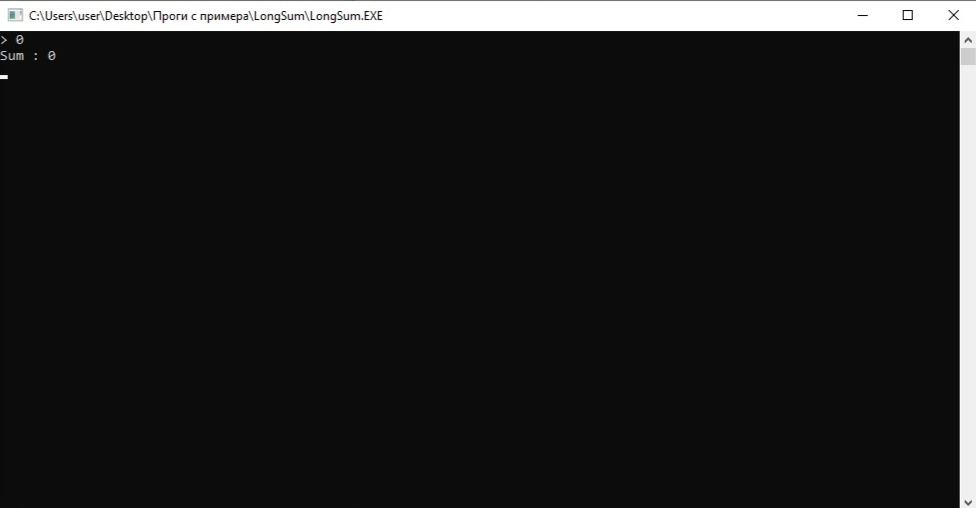 C:\Users\user\Desktop\Проги с примера\LongSum\LongSum.EXE
> 0
Sum : 0